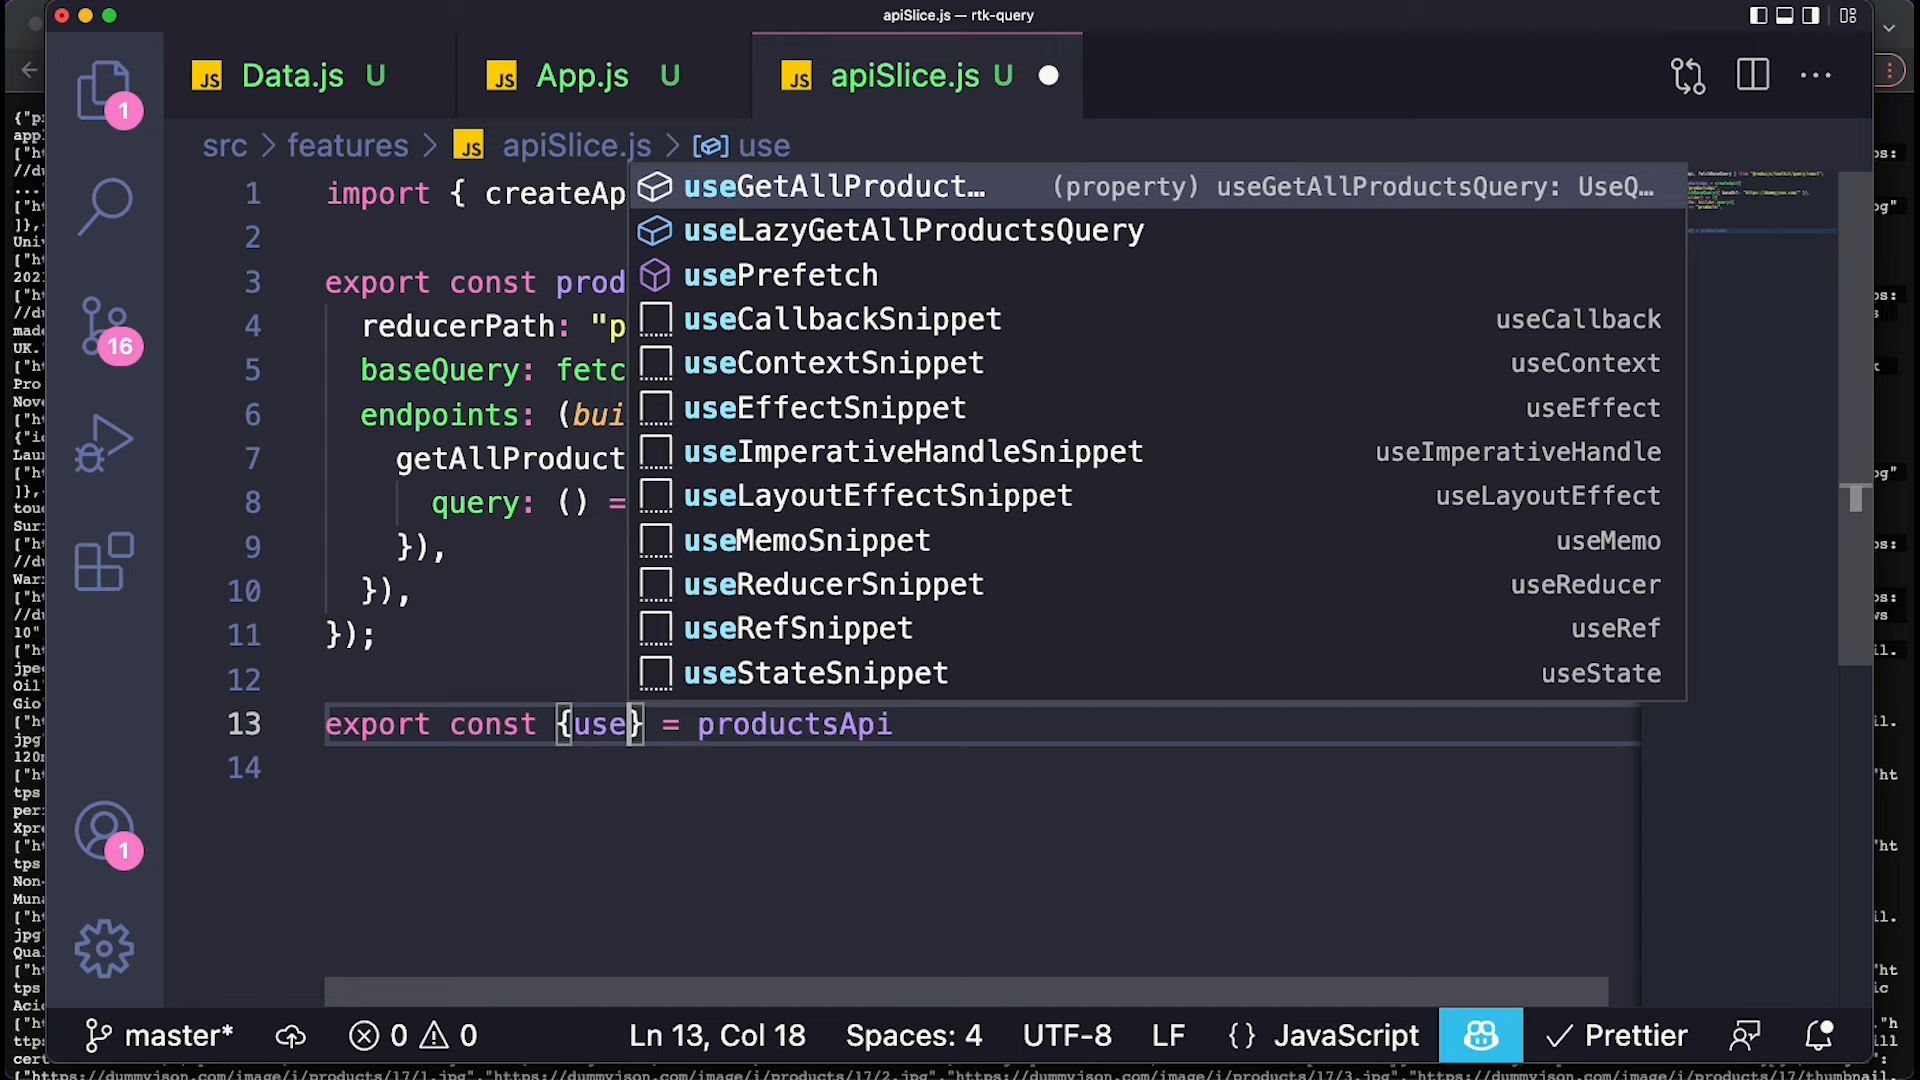 apiSlice.js — rtk-query
JS Data.js U
JS App.js U
JS apiSlice.js U
src > features > JS apiSlice.js > use
1 import { createAp
2
3 export const prod
4 reducerPath: "p
5 baseQuery: fetc
6 endpoints: (bui
7 getAllProduct
8 query: () =
9 }),
10 }),
11 });
12
13 export const {use} = productsApi
14
useGetAllProduct… (property) useGetAllProductsQuery: UseQ…
useLazyGetAllProductsQuery
usePrefetch
useCallbackSnippet useCallback
useContextSnippet useContext
useEffectSnippet useEffect
useImperativeHandleSnippet useImperativeHandle
useLayoutEffectSnippet useLayoutEffect
useMemoSnippet useMemo
useReducerSnippet useReducer
useRefSnippet useRef
useStateSnippet useState
1
16
1
master* 0 0 Ln 13, Col 18 Spaces: 4 UTF-8 LF {} JavaScript Prettier